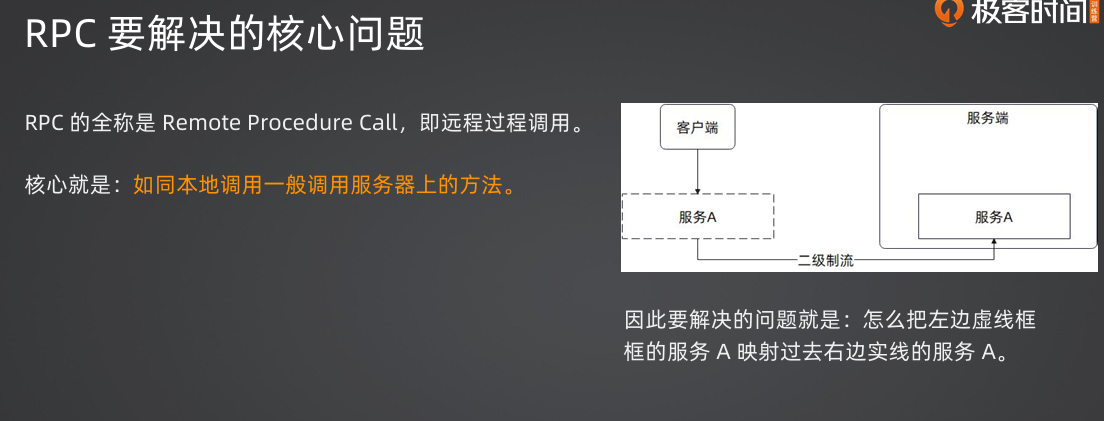 RPC 要解决的核心问题
极客时间
训练营
RPC 的全称是 Remote Procedure Call，即远程过程调用。
核心就是：如同本地调用一般调用服务器上的方法。
客户端
服务端
服务A
服务A
二级制流
因此要解决的问题就是：怎么把左边虚线框
框的服务 A 映射过去右边实线的服务 A。